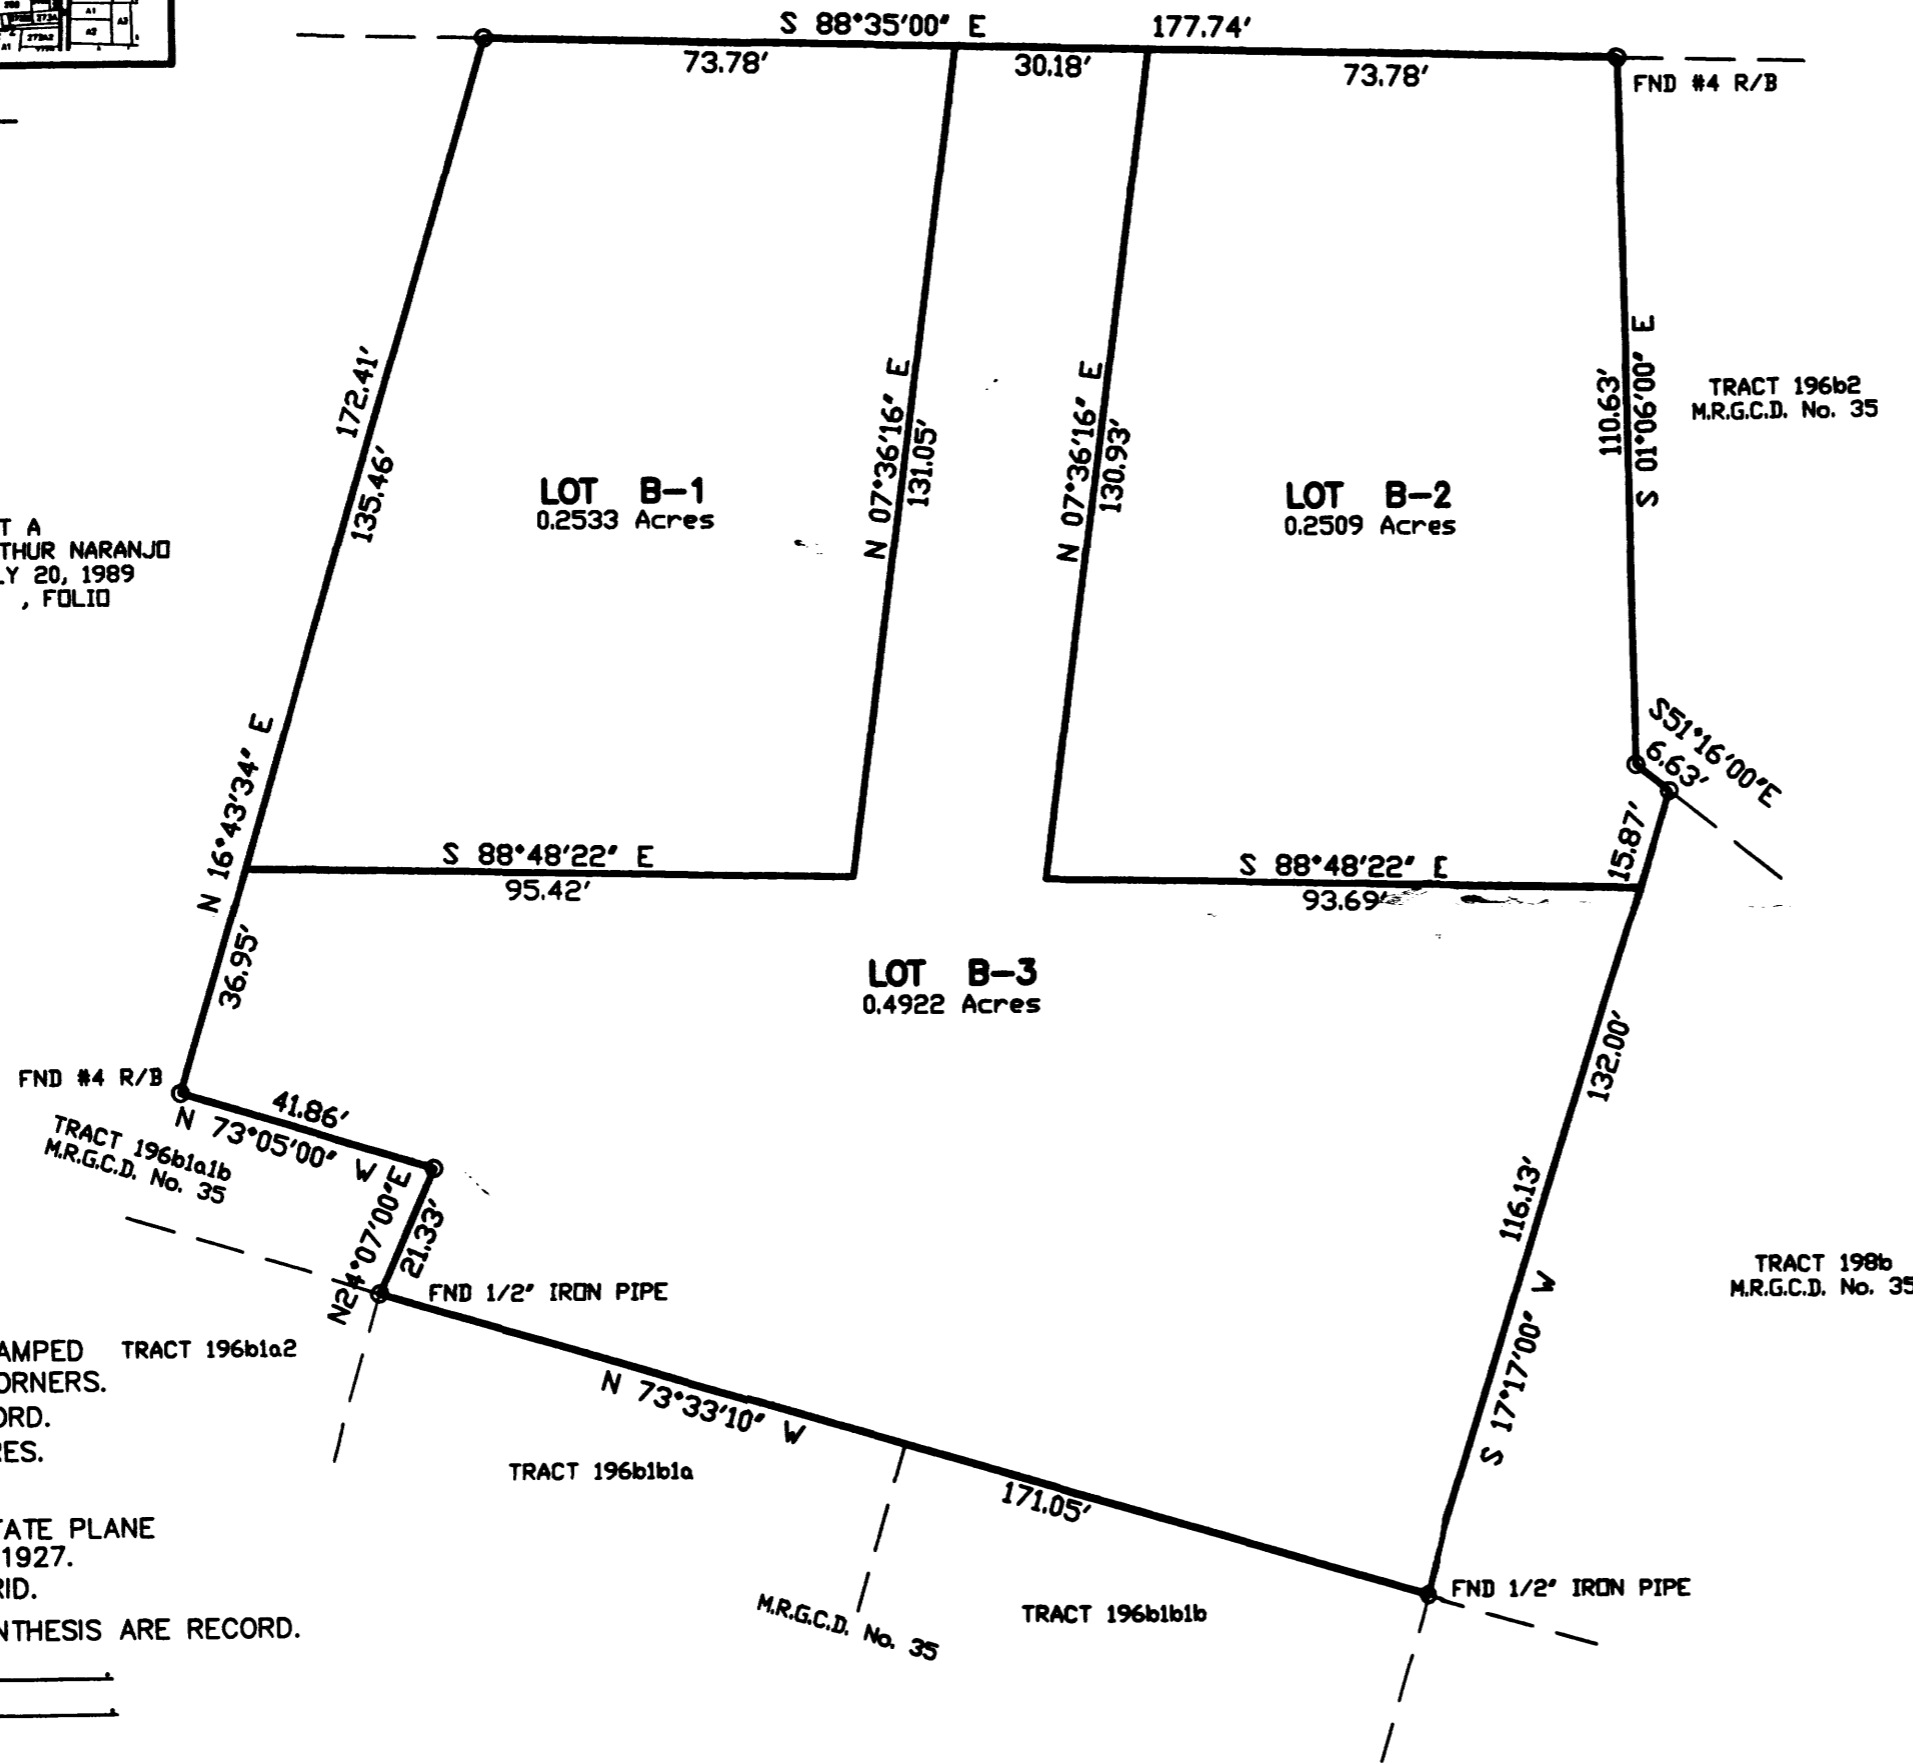 S 88°35'00" E 177.74'
73.78' 30.18' 73.78'
FND #4 R/B
172.41'
135.46'
N 16°43'34" E
36.95'
N 07°36'16" E
131.05'
N 07°36'16" E
130.93'
110.63'
S 01°06'00" E
TRACT 196b2
M.R.G.C.D. No. 35
LOT B-1
0.2533 Acres
LOT B-2
0.2509 Acres
T A
THUR NARANJO
LY 20, 1989
, FOLIO
S51°16'00"E
6.63'
15.87'
S 88°48'22" E
95.42'
S 88°48'22" E
93.69'
LOT B-3
0.4922 Acres
132.00'
116.13'
S 17°17'00" W
FND #4 R/B
41.86'
N 73°05'00" W
TRACT 196b1a1b
M.R.G.C.D. No. 35
N24°07'00"E
21.33'
FND 1/2" IRON PIPE
TRACT 198b
M.R.G.C.D. No. 35
AMPED TRACT 196b1a2
ORNERS.
ORD.
RES.
N 73°33'10" W
171.05'
TRACT 196b1b1a
TATE PLANE
1927.
RID.
NTHESIS ARE RECORD.
M.R.G.C.D. No. 35
TRACT 196b1b1b
FND 1/2" IRON PIPE